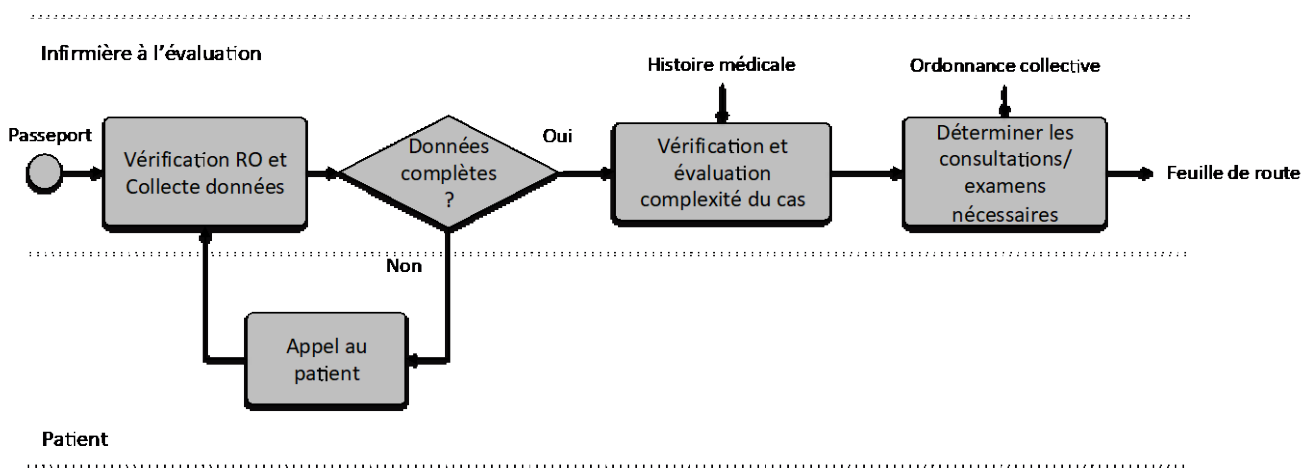 Infirmière à l'évaluation
Histoire médicale
Ordonnance collective
Passeport
Vérification RO et
Collecte données
Données
complètes
?
Oui
Vérification et
évaluation
complexité du cas
Déterminer les
consultations/
examens
nécessaires
Feuille de route
Non
Appel au
patient
Patient